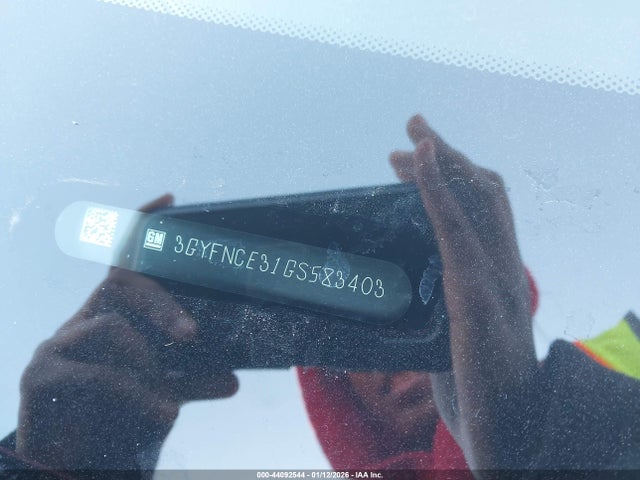 GM 3GYFNCE31GS583403
000-44092544 - 01/12/2026 - IAA Inc.